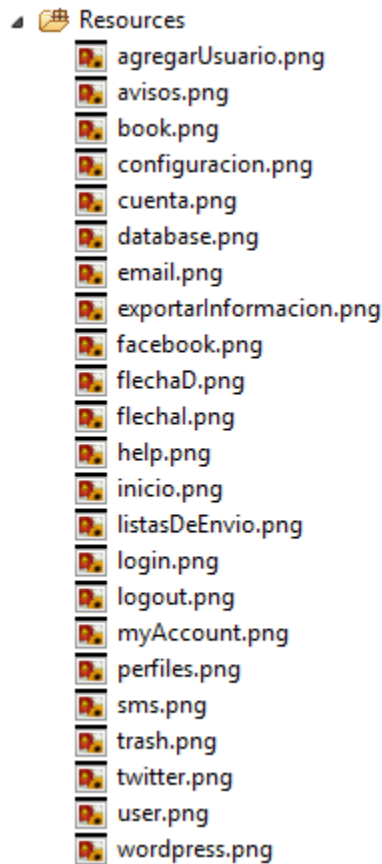 Resources
agregarUsuario.png
avisos.png
book.png
configuracion.png
cuenta.png
database.png
email.png
exportarInformacion.png
facebook.png
flechaD.png
flechaI.png
help.png
inicio.png
listasDeEnvio.png
login.png
logout.png
myAccount.png
perfiles.png
sms.png
trash.png
twitter.png
user.png
wordpress.png